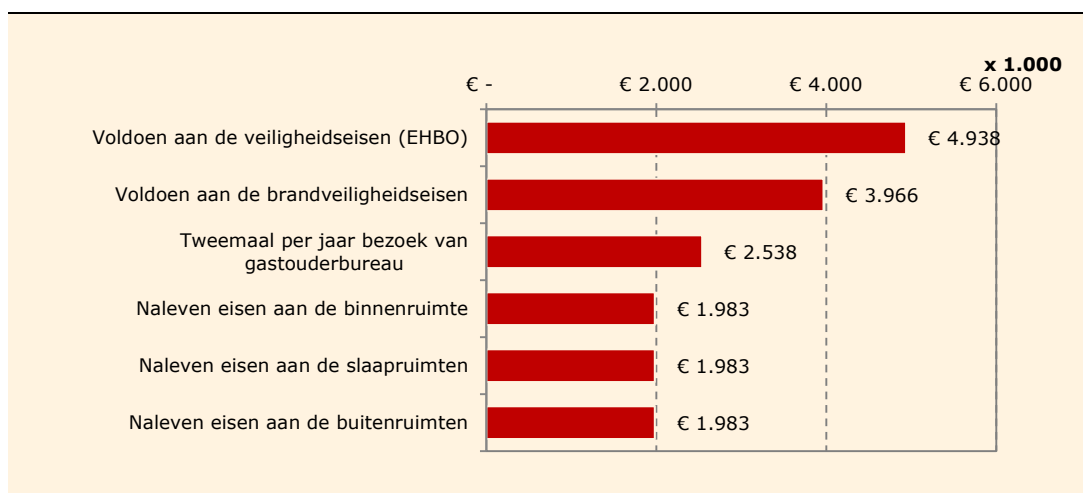 x 1.000
€ -
€ 2.000
€ 4.000
€ 6.000
Voldoen aan de veiligheidseisen (EHBO)
€ 4.938
Voldoen aan de brandveiligheidseisen
€ 3.966
Tweemaal per jaar bezoek van
gastouderbureau
€ 2.538
Naleven eisen aan de binnenruimte
€ 1.983
Naleven eisen aan de slaapruimten
€ 1.983
Naleven eisen aan de buitenruimten
€ 1.983